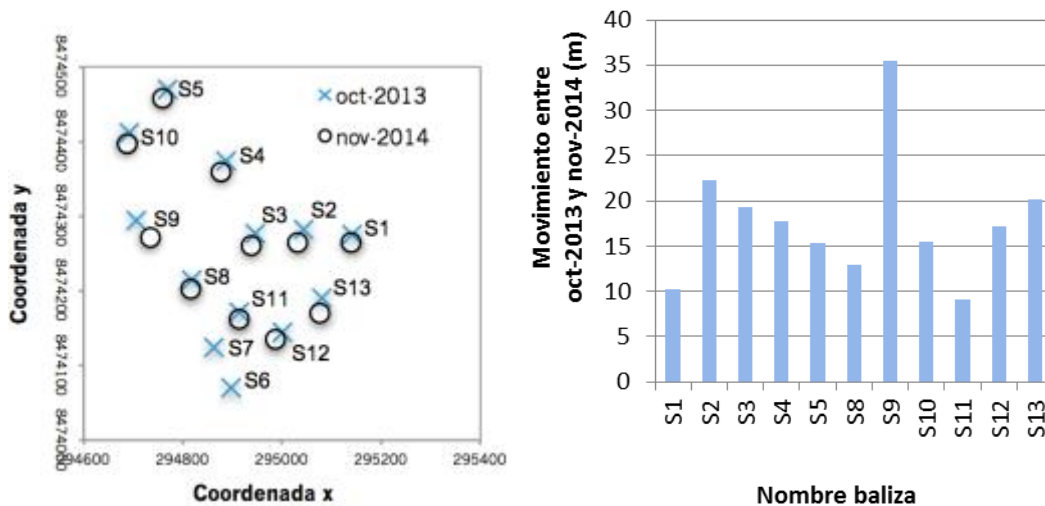 8474500
8474400
8474300
8474200
8474100
8474000
Coordenada y
S5
oct-2013
S10
nov-2014
S4
S9
S3
S2
S1
S8
S11
S13
S7
S12
S6
294600
294800
295000
295200
295400
Coordenada x
Movimiento entre
oct-2013 y nov-2014 (m)
40
35
30
25
20
15
10
5
0
S1
S2
S3
S4
S5
S8
S9
S10
S11
S12
S13
Nombre baliza